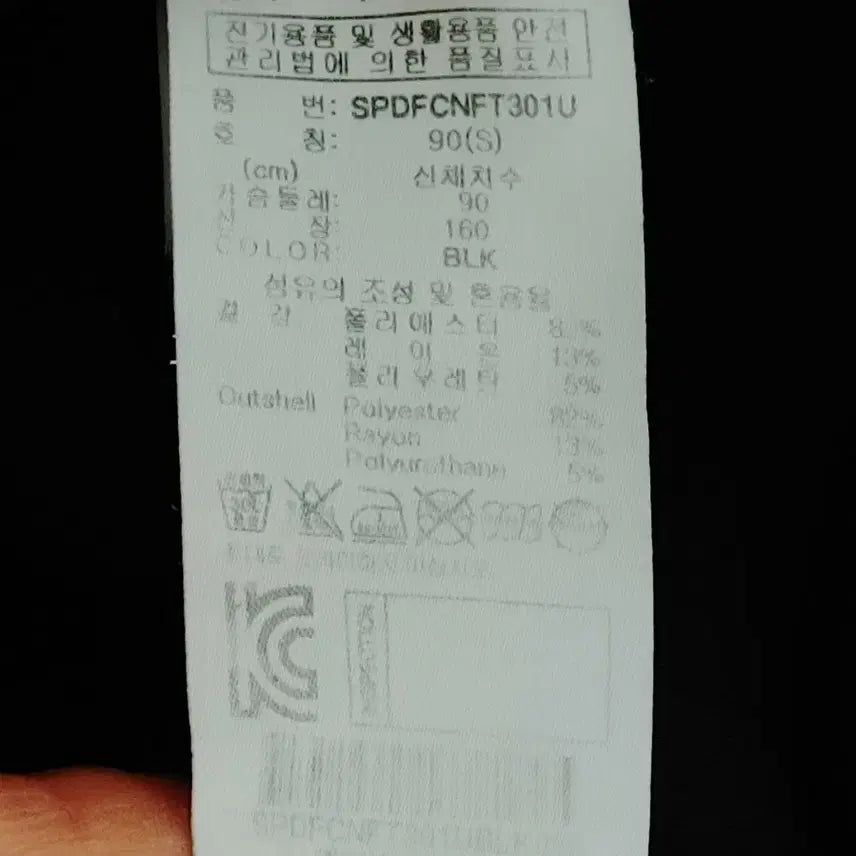 전기용품 및 생활용품 안전
관리법에 의한 품질표시
품 번: SPDFCNFT301U
호 칭: 90(S)
(cm) 신체치수
가슴둘레: 90
신 장: 160
COLOR: BLK
섬유의 조성 및 혼용율
겉 감 폴리에스터 %
레 이 온 13%
폴리우레탄 5%
Outshell Polyester 82%
Rayon 13%
Polyurethane 5%
INSPECTION